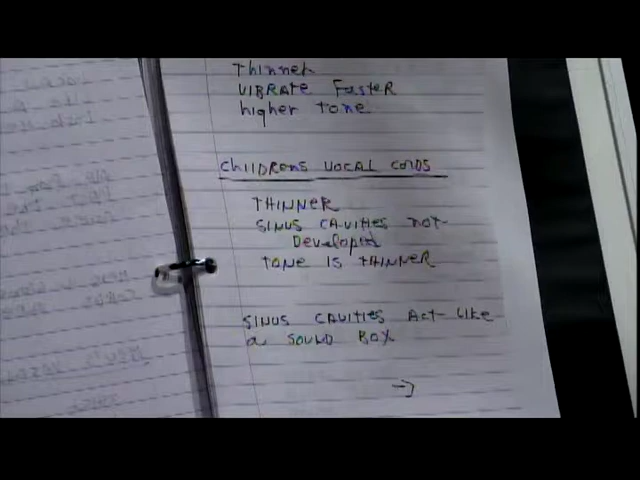 Thinner
VIBRATE Faster
higher TONE
ChILDRENS VOCAL CORDS
THINNER
SINUS CAVITIES NOT
Developed
TONE IS THINNER
SINUS CAVITIES ACT LIKE
a SOUND BOX
→